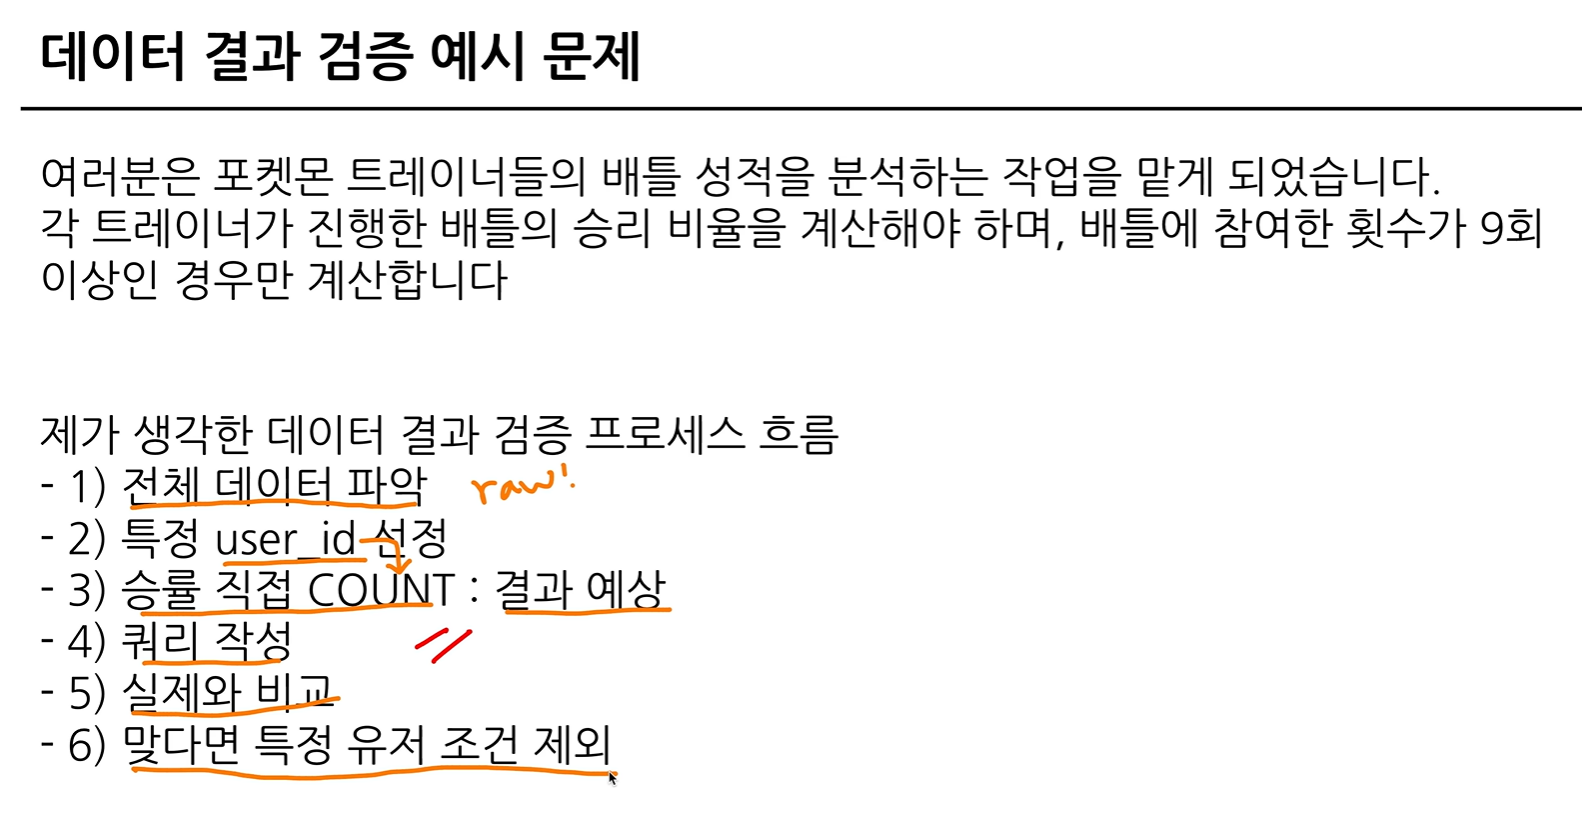 데이터 결과 검증 예시 문제
여러분은 포켓몬 트레이너들의 배틀 성적을 분석하는 작업을 맡게 되었습니다.
각 트레이너가 진행한 배틀의 승리 비율을 계산해야 하며, 배틀에 참여한 횟수가 9회
이상인 경우만 계산합니다
제가 생각한 데이터 결과 검증 프로세스 흐름
- 1) 전체 데이터 파악 raw!
- 2) 특정 user_id 선정
- 3) 승률 직접 COUNT : 결과 예상
- 4) 쿼리 작성
- 5) 실제와 비교
- 6) 맞다면 특정 유저 조건 제외